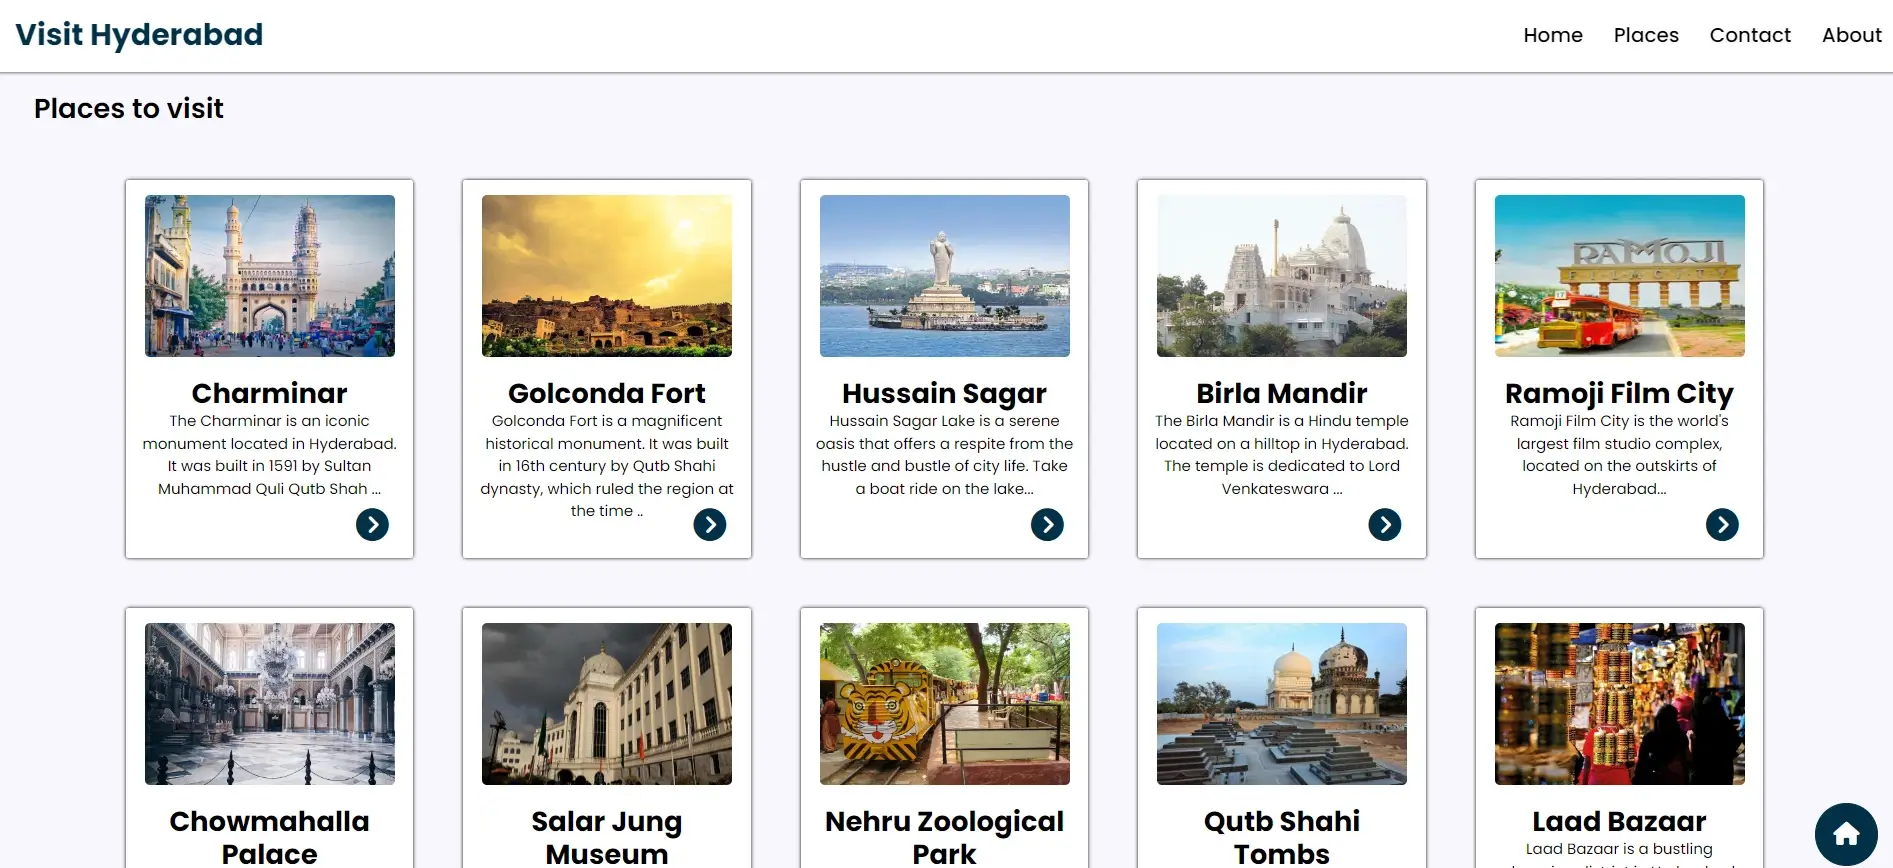 Visit Hyderabad
Home Places Contact About
Places to visit
RAMOJI
FILM CITY
Charminar
The Charminar is an iconic
monument located in Hyderabad.
It was built in 1591 by Sultan
Muhammad Quli Qutb Shah ...
Golconda Fort
Golconda Fort is a magnificent
historical monument. It was built
in 16th century by Qutb Shahi
dynasty, which ruled the region at
the time ..
Hussain Sagar
Hussain Sagar Lake is a serene
oasis that offers a respite from the
hustle and bustle of city life. Take
a boat ride on the lake...
Birla Mandir
The Birla Mandir is a Hindu temple
located on a hilltop in Hyderabad.
The temple is dedicated to Lord
Venkateswara ...
Ramoji Film City
Ramoji Film City is the world's
largest film studio complex,
located on the outskirts of
Hyderabad...
Chowmahalla
Palace
Salar Jung
Museum
Nehru Zoological
Park
Qutb Shahi
Tombs
Laad Bazaar
Laad Bazaar is a bustling